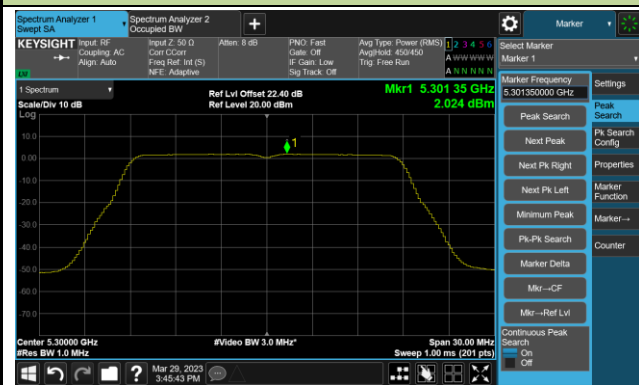 Spectrum Analyzer 1
Swept SA
Spectrum Analyzer 2
Occupied BW
Marker
KEYSIGHT
Input: RF
Coupling: AC
Align: Auto
Input Z: 50 Ω
Corr CCorr
Freq Ref: Int (S)
NFE: Adaptive
Atten: 8 dB
PNO: Fast
Gate: Off
IF Gain: Low
Sig Track: Off
Avg Type: Power (RMS)
Avg|Hold: 450/450
Trig: Free Run
1 2 3 4 5 6
A W W W W W
A N N N N N
Select Marker
Marker 1
1 Spectrum
Scale/Div 10 dB
Log
Ref Lvl Offset 22.40 dB
Ref Level 20.00 dBm
Mkr1 5.301 35 GHz
2.024 dBm
10.0
0.00
-10.0
-20.0
-30.0
-40.0
-50.0
-60.0
-70.0
1
Center 5.30000 GHz
#Res BW 1.0 MHz
#Video BW 3.0 MHz*
Span 30.00 MHz
Sweep 1.00 ms (201 pts)
Marker Frequency
5.301350000 GHz
Peak Search
Next Peak
Next Pk Right
Next Pk Left
Minimum Peak
Pk-Pk Search
Marker Delta
Mkr→CF
Mkr→Ref Lvl
Continuous Peak
Search
On
Off
Settings
Peak
Search
Pk Search
Config
Properties
Marker
Function
Marker→
Counter
Mar 29, 2023
3:45:43 PM